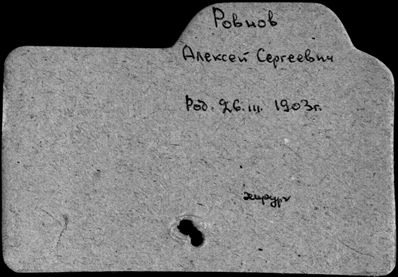 Ровнов
Алексей Сергеевич
Род. 26.III. 1903г.
хирург